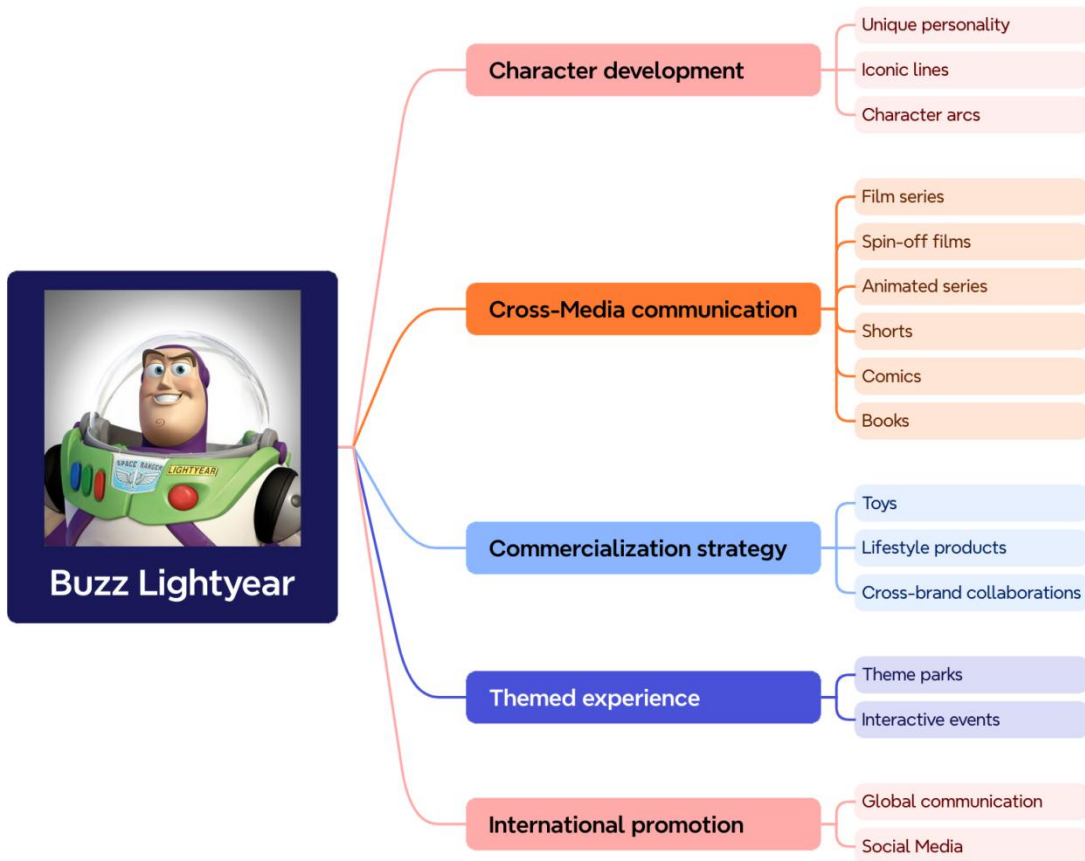 Buzz Lightyear
SPACE RANGER
LIGHTYEAR
Character development
Unique personality
Iconic lines
Character arcs
Cross-Media communication
Film series
Spin-off films
Animated series
Shorts
Comics
Books
Commercialization strategy
Toys
Lifestyle products
Cross-brand collaborations
Themed experience
Theme parks
Interactive events
International promotion
Global communication
Social Media